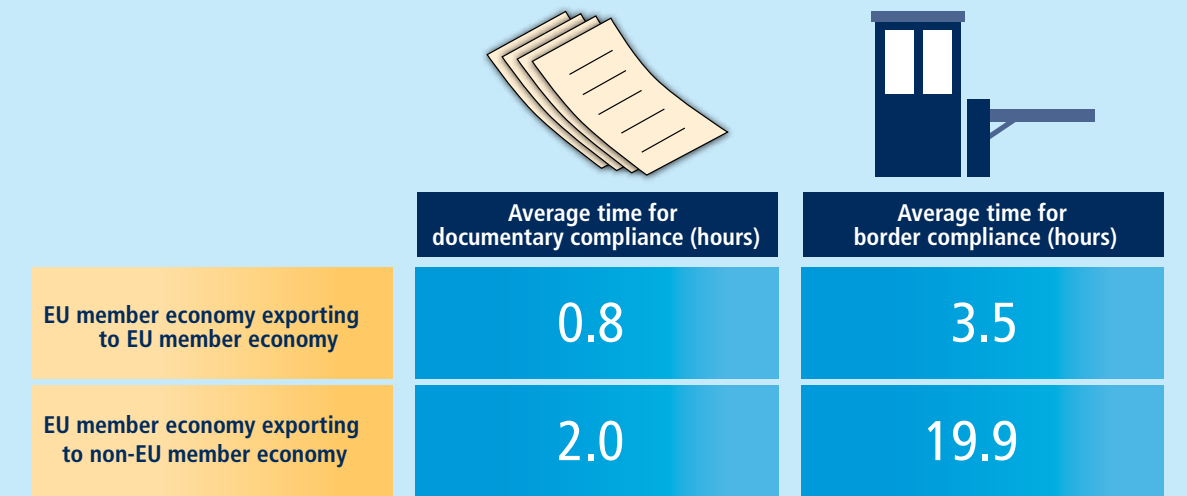 Average time for
documentary compliance (hours)
Average time for
border compliance (hours)
EU member economy exporting
to EU member economy
0.8
3.5
EU member economy exporting
to non-EU member economy
2.0
19.9